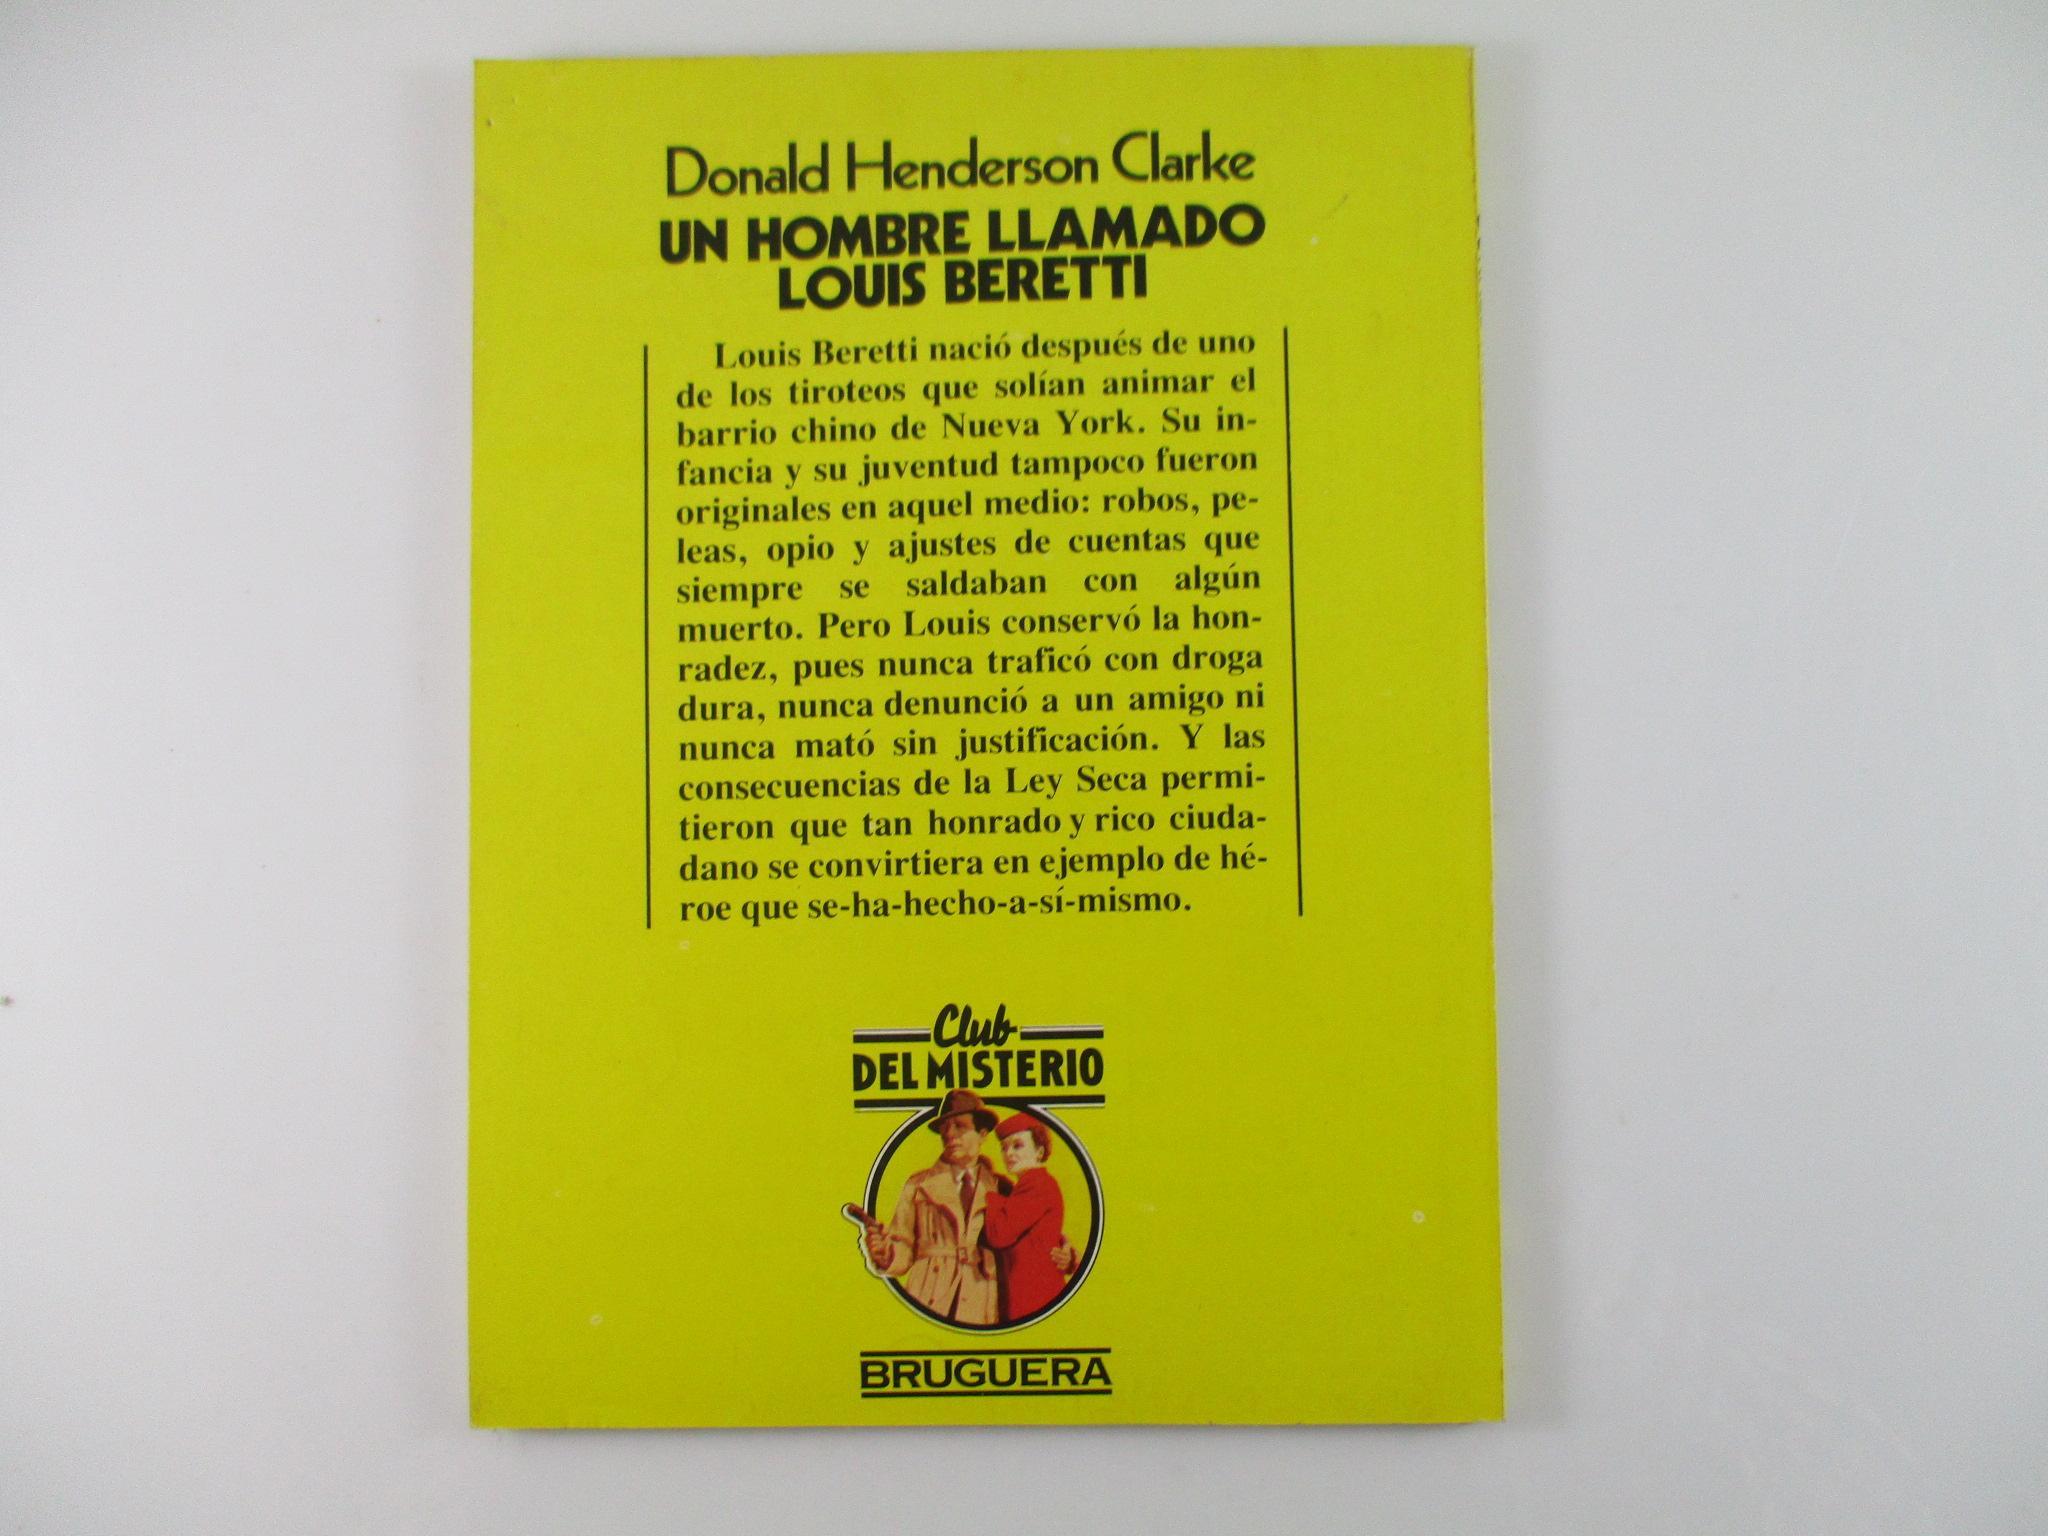 Donald Henderson Clarke
UN HOMBRE LLAMADO
LOUIS BERETTI
Louis Beretti nació después de uno
de los tiroteos que solían animar el
barrio chino de Nueva York. Su in-
fancia y su juventud tampoco fueron
originales en aquel medio: robos, pe-
leas, opio y ajustes de cuentas que
siempre se saldaban con algún
muerto. Pero Louis conservó la hon-
radez, pues nunca traficó con droga
dura, nunca denunció a un amigo ni
nunca mató sin justificación. Y las
consecuencias de la Ley Seca permi-
tieron que tan honrado y rico ciuda-
dano se convirtiera en ejemplo de hé-
roe que se-ha-hecho-a-sí-mismo.
Club
DEL MISTERIO
BRUGUERA